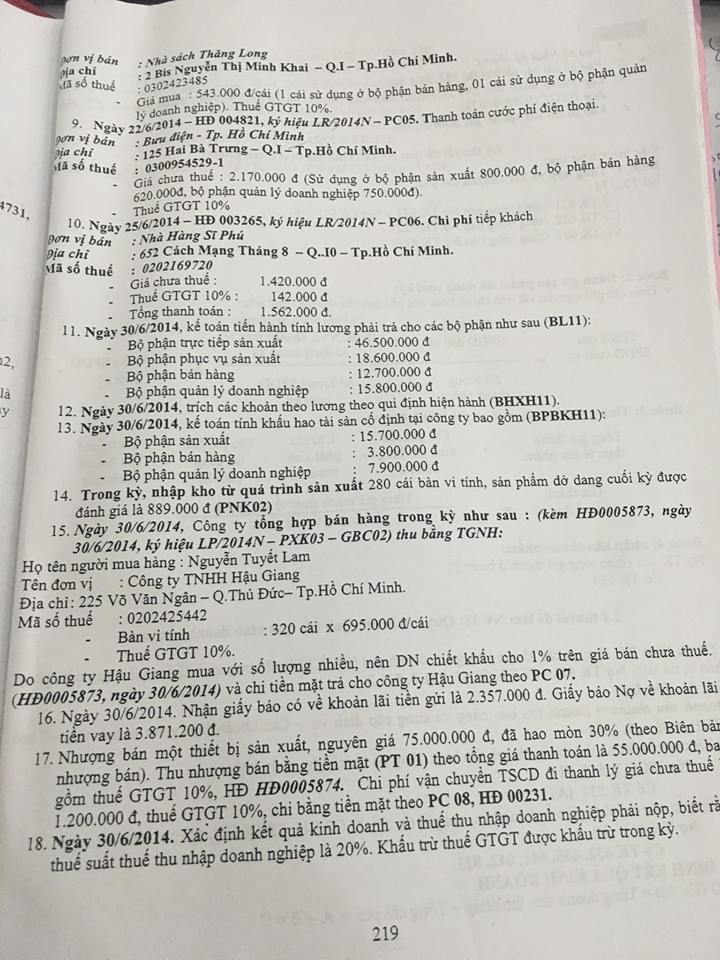 Đơn vị bán : Nhà sách Thăng Long
Địa chỉ : 2 Bis Nguyễn Thị Minh Khai – Q.I – Tp.Hồ Chí Minh.
Mã số thuế : 0302423485
- Giá mua : 543.000 đ/cái (1 cái sử dụng ở bộ phận bán hàng, 01 cái sử dụng ở bộ phận quản
lý doanh nghiệp). Thuế GTGT 10%.
9. Ngày 22/6/2014 – HĐ 004821, ký hiệu LR/2014N – PC05. Thanh toán cước phí điện thoại.
Đơn vị bán : Bưu điện - Tp. Hồ Chí Minh
Địa chỉ : 125 Hai Bà Trưng – Q.I – Tp.Hồ Chí Minh.
Mã số thuế : 0300954529-1
- Giá chưa thuế : 2.170.000 đ (Sử dụng ở bộ phận sản xuất 800.000 đ, bộ phận bán hàng
620.000đ, bộ phận quản lý doanh nghiệp 750.000đ).
- Thuế GTGT 10%
4731,
10. Ngày 25/6/2014 – HĐ 003265, ký hiệu LR/2014N – PC06. Chi phí tiếp khách
Đơn vị bán : Nhà Hàng Sĩ Phú
Địa chỉ : 652 Cách Mạng Tháng 8 – Q..I0 – Tp.Hồ Chí Minh.
Mã số thuế : 0202169720
- Giá chưa thuế : 1.420.000 đ
- Thuế GTGT 10% : 142.000 đ
- Tổng thanh toán : 1.562.000 đ.
11. Ngày 30/6/2014, kế toán tiến hành tính lương phải trả cho các bộ phận như sau (BL11):
- Bộ phận trực tiếp sản xuất : 46.500.000 đ
- Bộ phận phục vụ sản xuất : 18.600.000 đ
- Bộ phận bán hàng : 12.700.000 đ
- Bộ phận quản lý doanh nghiệp : 15.800.000 đ
12. Ngày 30/6/2014, trích các khoản theo lương theo qui định hiện hành (BHXH11).
13. Ngày 30/6/2014, kế toán tính khấu hao tài sản cố định tại công ty bao gồm (BPBKH11):
- Bộ phận sản xuất : 15.700.000 đ
- Bộ phận bán hàng : 3.800.000 đ
- Bộ phận quản lý doanh nghiệp : 7.900.000 đ
14. Trong kỳ, nhập kho từ quá trình sản xuất 280 cái bàn vi tính, sản phẩm dở dang cuối kỳ được
đánh giá là 889.000 đ (PNK02)
15. Ngày 30/6/2014, Công ty tổng hợp bán hàng trong kỳ như sau : (kèm HĐ0005873, ngày
30/6/2014, ký hiệu LP/2014N – PXK03 – GBC02) thu bằng TGNH:
Họ tên người mua hàng : Nguyễn Tuyết Lam
Tên đơn vị : Công ty TNHH Hậu Giang
Địa chỉ : 225 Võ Văn Ngân – Q.Thủ Đức– Tp.Hồ Chí Minh.
Mã số thuế : 0202425442
- Bàn vi tính : 320 cái x 695.000 đ/cái
- Thuế GTGT 10%.
Do công ty Hậu Giang mua với số lượng nhiều, nên DN chiết khấu cho 1% trên giá bán chưa thuế.
(HĐ0005873, ngày 30/6/2014) và chi tiền mặt trả cho công ty Hậu Giang theo PC 07.
16. Ngày 30/6/2014. Nhận giấy báo có về khoản lãi tiền gửi là 2.357.000 đ. Giấy báo Nợ về khoản lãi
tiền vay là 3.871.200 đ.
17. Nhượng bán một thiết bị sản xuất, nguyên giá 75.000.000 đ, đã hao mòn 30% (theo Biên bản
nhượng bán). Thu nhượng bán bằng tiền mặt (PT 01) theo tổng giá thanh toán là 55.000.000 đ, ba
gồm thuế GTGT 10%, HĐ HĐ0005874. Chi phí vận chuyển TSCD đi thanh lý giá chưa thuế
1.200.000 đ, thuế GTGT 10%, chi bằng tiền mặt theo PC 08, HĐ 00231.
18. Ngày 30/6/2014. Xác định kết quả kinh doanh và thuế thu nhập doanh nghiệp phải nộp, biết rằ
thuế suất thuế thu nhập doanh nghiệp là 20%. Khấu trừ thuế GTGT được khấu trừ trong kỳ.
219